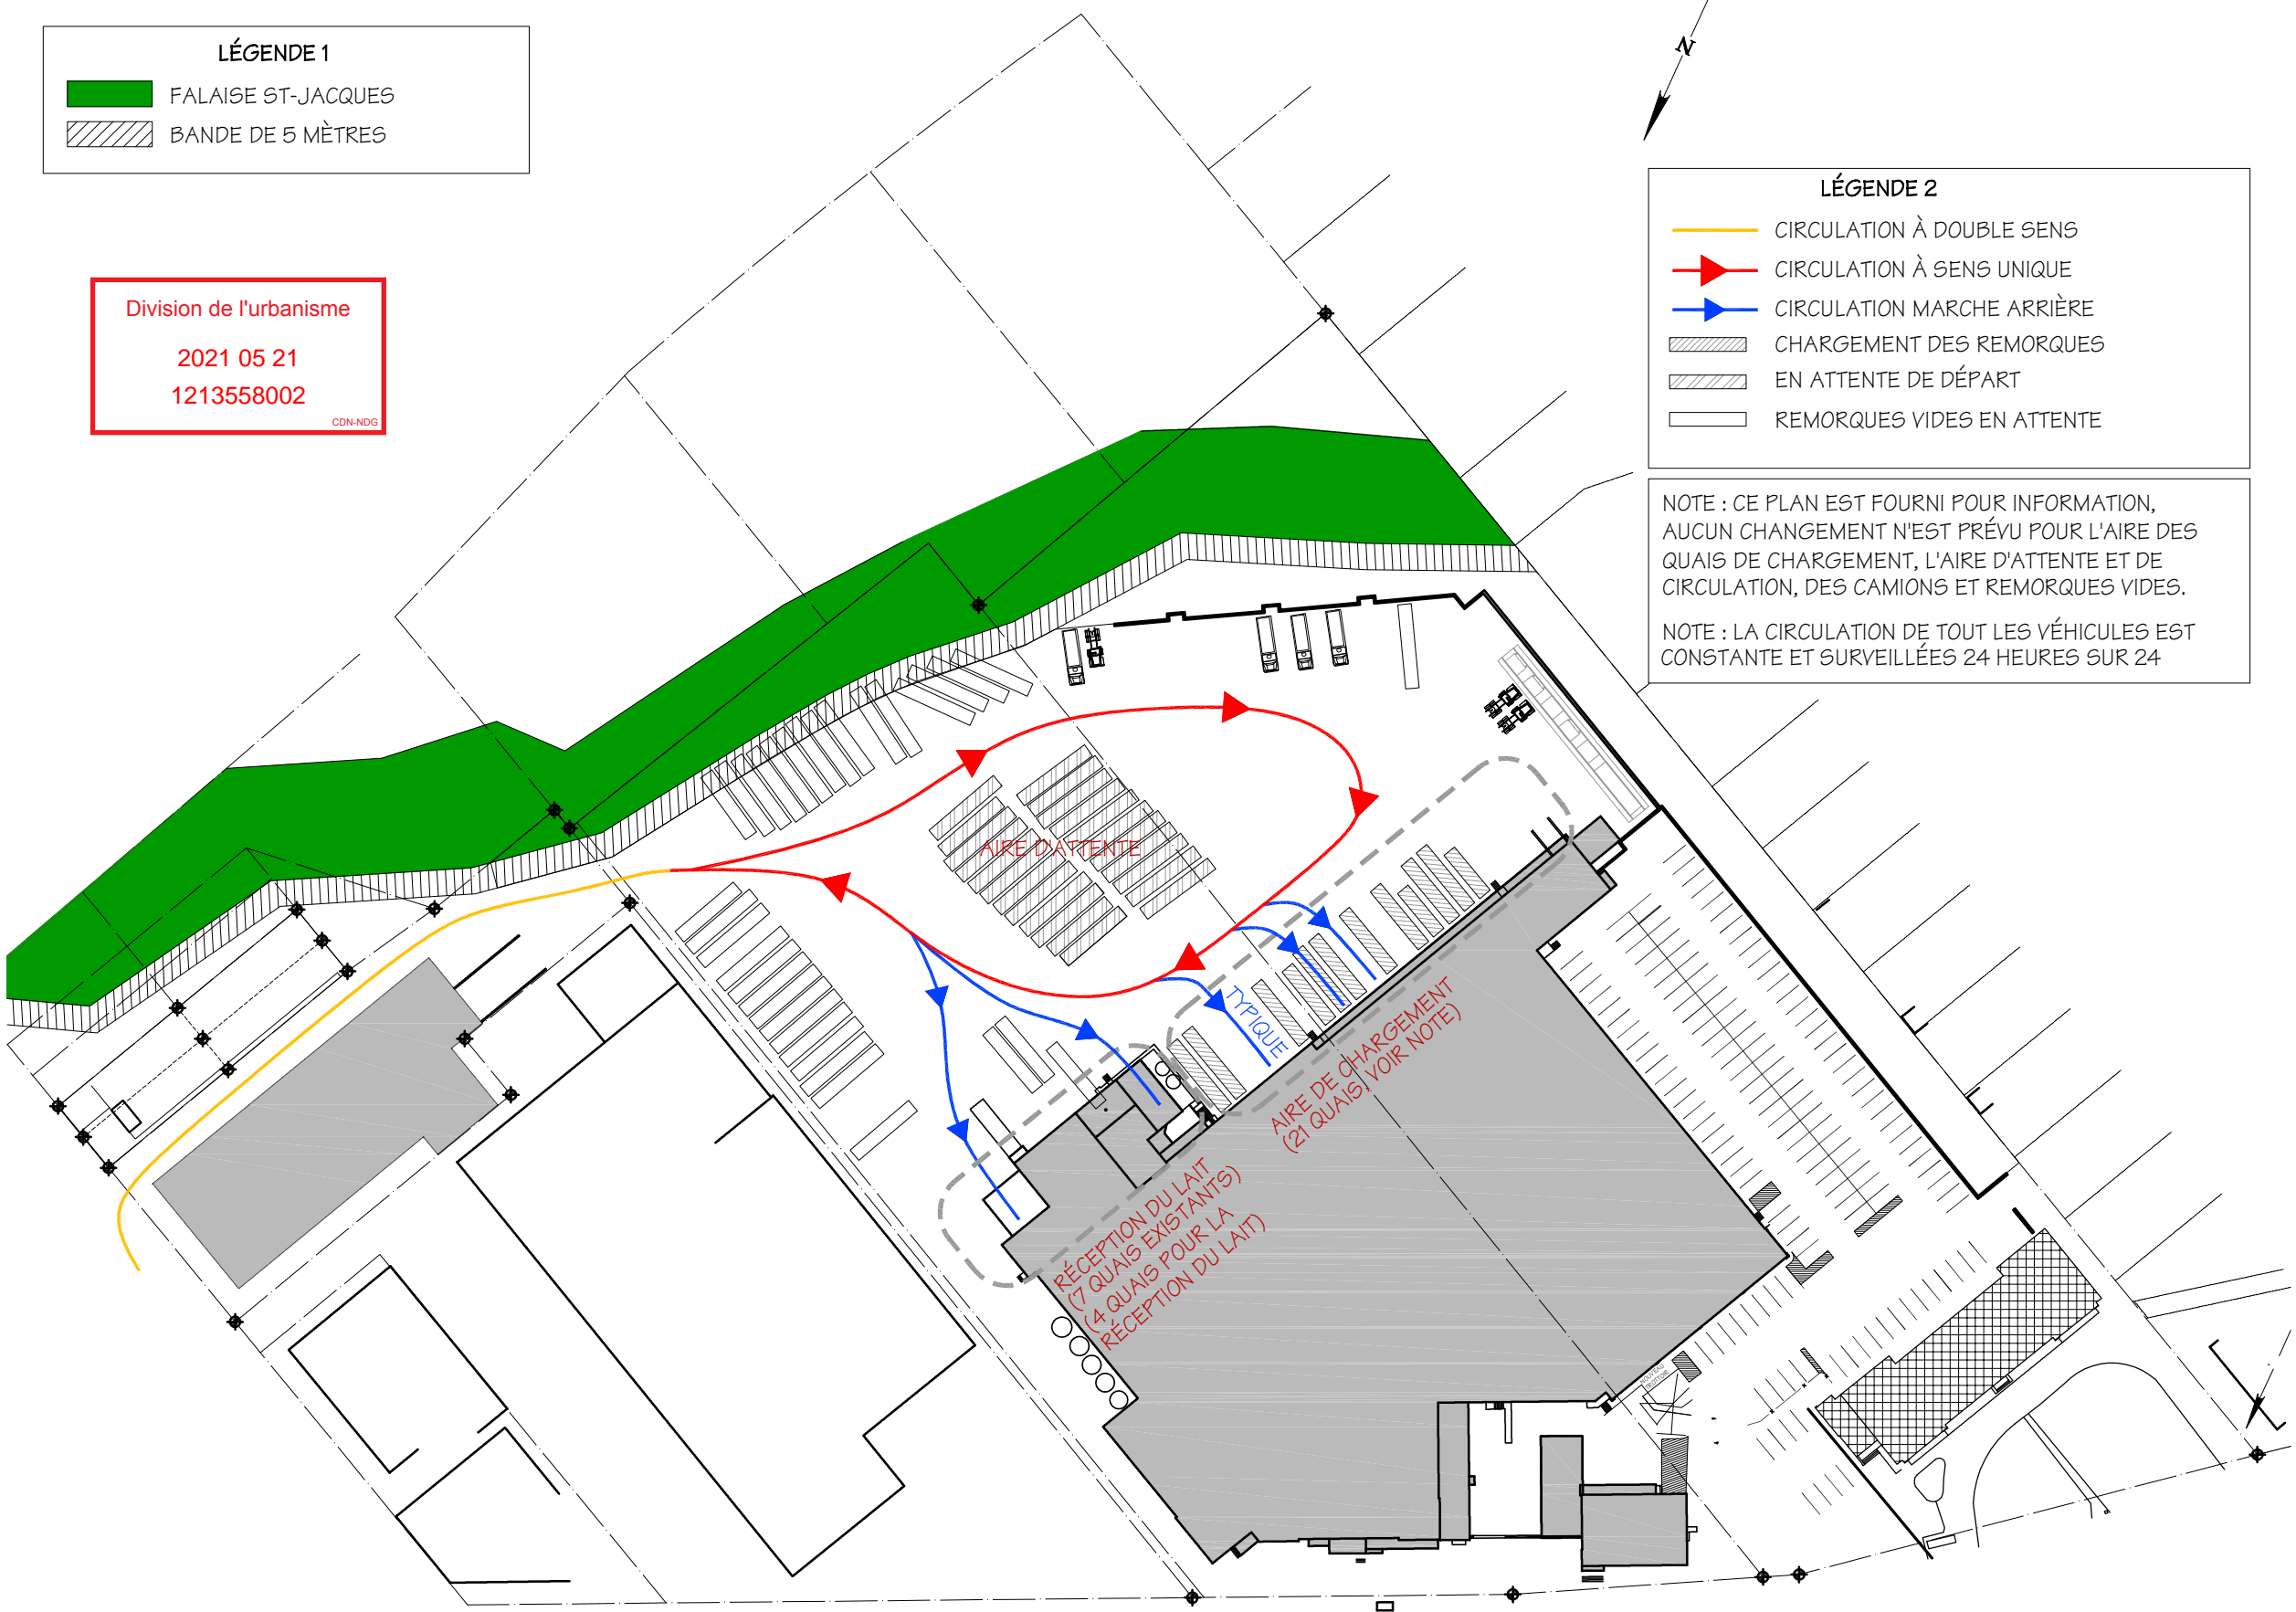 LÉGENDE 1
FALAISE ST-JACQUES
BANDE DE 5 MÈTRES
Division de l'urbanisme
2021 05 21
1213558002
CDN-NDG
N
LÉGENDE 2
CIRCULATION À DOUBLE SENS
CIRCULATION À SENS UNIQUE
CIRCULATION MARCHE ARRIÈRE
CHARGEMENT DES REMORQUES
EN ATTENTE DE DÉPART
REMORQUES VIDES EN ATTENTE
NOTE : CE PLAN EST FOURNI POUR INFORMATION,
AUCUN CHANGEMENT N'EST PRÉVU POUR L'AIRE DES
QUAIS DE CHARGEMENT, L'AIRE D'ATTENTE ET DE
CIRCULATION, DES CAMIONS ET REMORQUES VIDES.
NOTE : LA CIRCULATION DE TOUT LES VÉHICULES EST
CONSTANTE ET SURVEILLÉES 24 HEURES SUR 24
AIRE D'ATTENTE
TYPIQUE
AIRE DE CHARGEMENT
(21 QUAIS, VOIR NOTE)
RÉCEPTION DU LAIT
(7 QUAIS EXISTANTS)
(4 QUAIS POUR LA
RÉCEPTION DU LAIT)
NOUVEAU
TROTTOIR